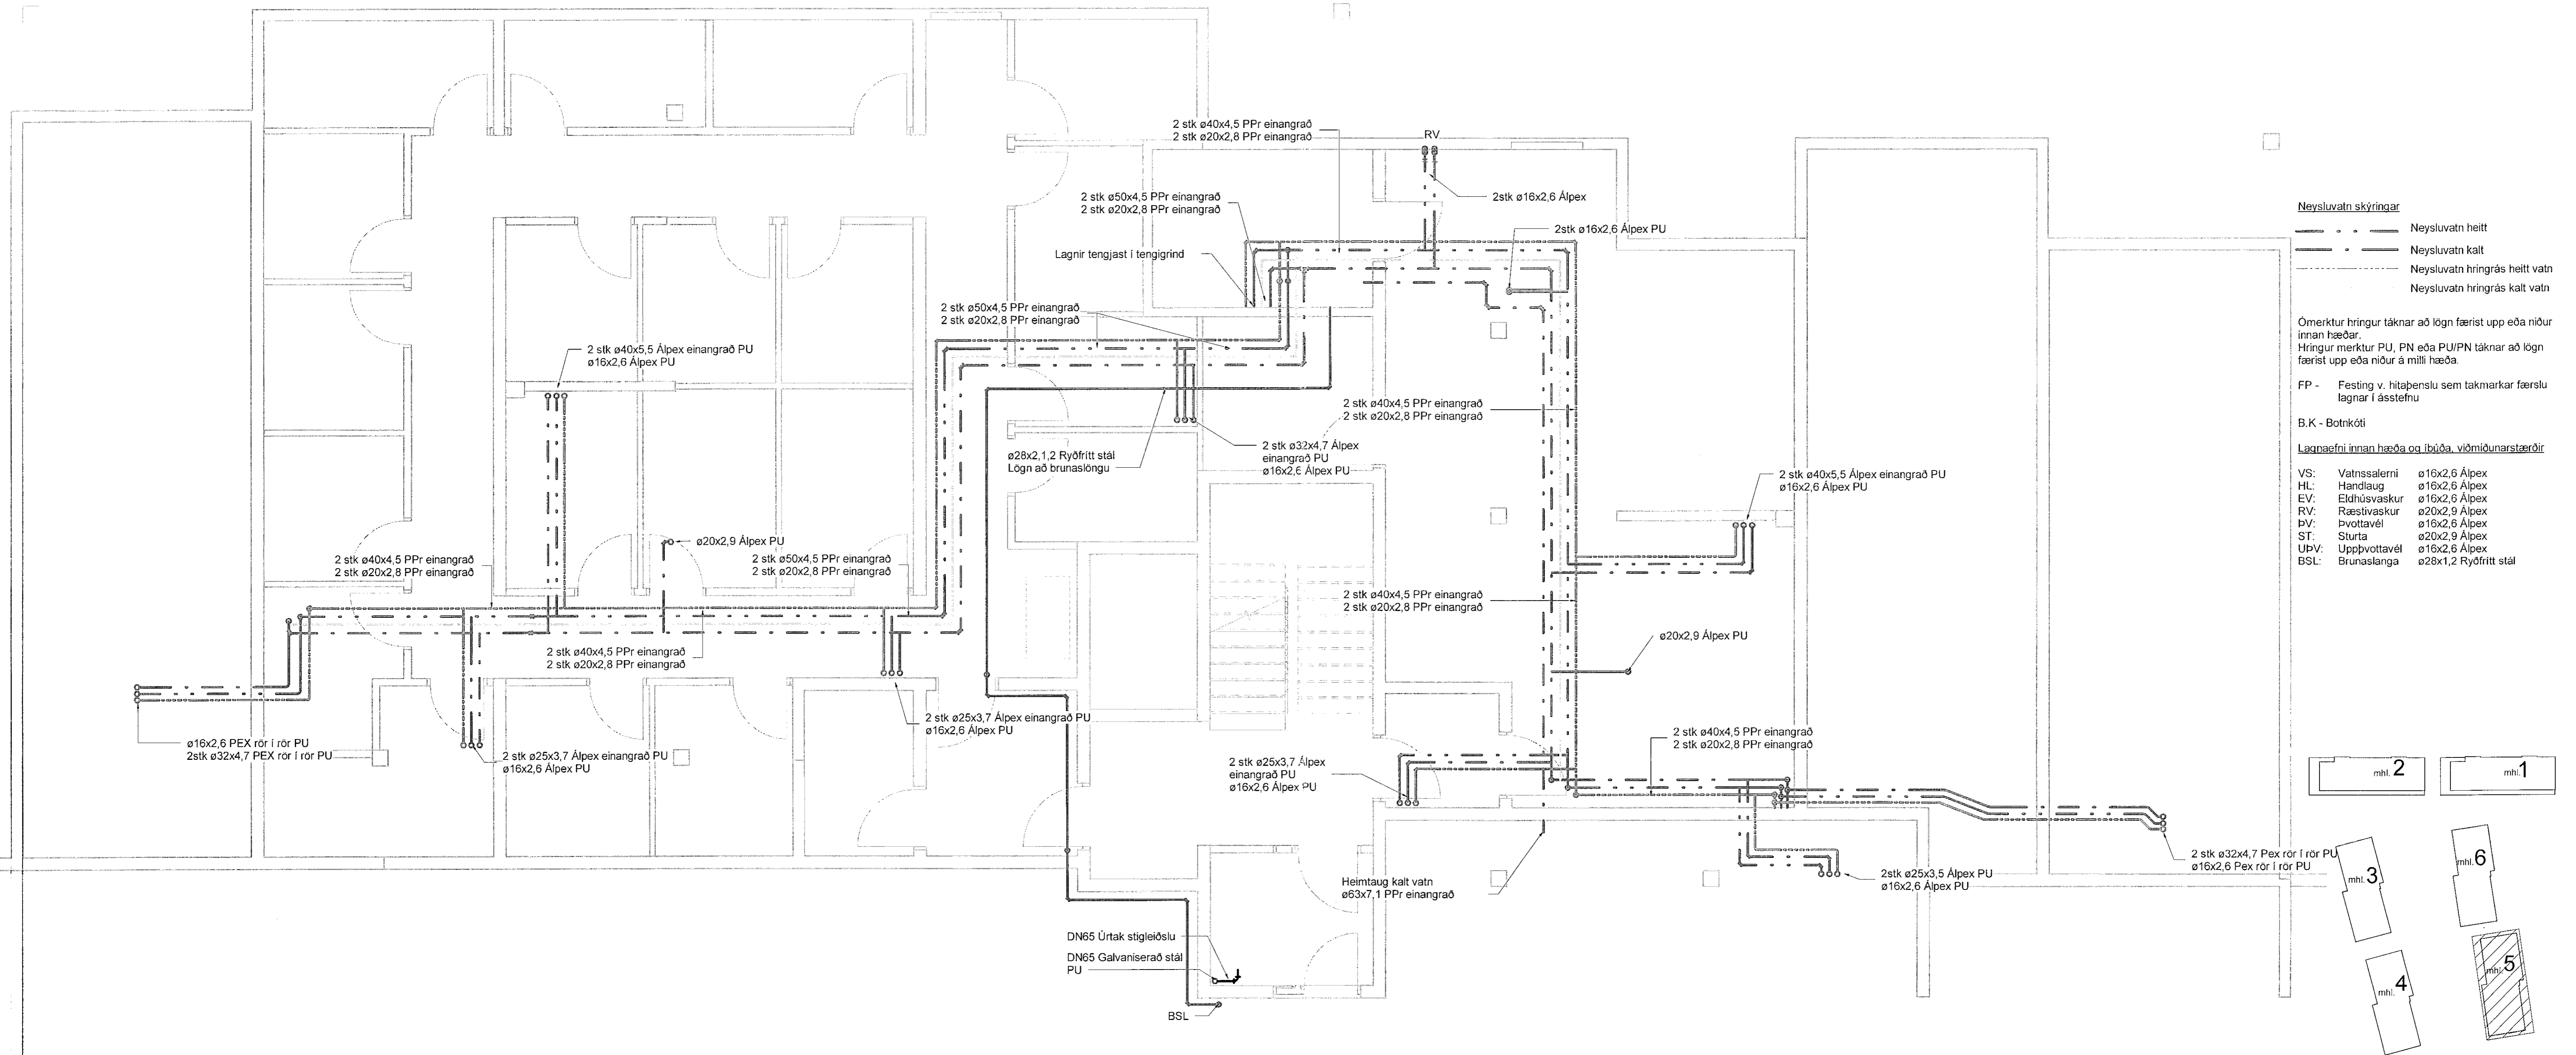 2 stk ø40x4,5 PPr einangrað
2 stk ø20x2,8 PPr einangrað
RV
2stk ø16x2,6 Álpex
2 stk ø50x4,5 PPr einangrað
2 stk ø20x2,8 PPr einangrað
2stk ø16x2,6 Álpex PU
Lagnir tengjast í tengigrind
2 stk ø50x4,5 PPr einangrað
2 stk ø20x2,8 PPr einangrað
2 stk ø40x5,5 Álpex einangrað PU
ø16x2,6 Álpex PU
2 stk ø40x4,5 PPr einangrað
2 stk ø20x2,8 PPr einangrað
2 stk ø32x4,7 Álpex
einangrað PU
ø16x2,6 Álpex PU
ø28x2,1,2 Ryðfrítt stál
Lögn að brunaslöngu
2 stk ø40x5,5 Álpex einangrað PU
ø16x2,6 Álpex PU
ø20x2,9 Álpex PU
2 stk ø40x4,5 PPr einangrað
2 stk ø20x2,8 PPr einangrað
2 stk ø50x4,5 PPr einangrað
2 stk ø20x2,8 PPr einangrað
2 stk ø40x4,5 PPr einangrað
2 stk ø20x2,8 PPr einangrað
ø20x2,9 Álpex PU
2 stk ø40x4,5 PPr einangrað
2 stk ø20x2,8 PPr einangrað
2 stk ø25x3,7 Álpex einangrað PU
ø16x2,6 Álpex PU
2 stk ø40x4,5 PPr einangrað
2 stk ø20x2,8 PPr einangrað
ø16x2,6 PEX rör í rör PU
2stk ø32x4,7 PEX rör í rör PU
2 stk ø25x3,7 Álpex einangrað PU
ø16x2,6 Álpex PU
2 stk ø25x3,7 Álpex
einangrað PU
ø16x2,6 Álpex PU
2 stk ø32x4,7 Pex rör í rör PU
ø16x2,6 Pex rör í rör PU
2stk ø25x3,5 Álpex PU
ø16x2,6 Álpex PU
Heimtaug kalt vatn
ø63x7,1 PPr einangrað
DN65 Úrtak stigleiðslu
DN65 Galvaniserað stál
PU
BSL
Neysluvatn skýringar
Neysluvatn heitt
Neysluvatn kalt
Neysluvatn hringrás heitt vatn
Neysluvatn hringrás kalt vatn
Ómerktur hringur táknar að lögn færist upp eða niður
innan hæðar.
Hringur merktur PU, PN eða PU/PN táknar að lögn
færist upp eða niður á milli hæða.
FP - Festing v. hitaþenslu sem takmarkar færslu
lagnar í ásstefnu
B.K - Botnkóti
Lagnaefni innan hæða og íbúða, viðmiðunarstærðir
VS: Vatnssalerni ø16x2,6 Álpex
HL: Handlaug ø16x2,6 Álpex
EV: Eldhúsvaskur ø16x2,6 Álpex
RV: Ræstivaskur ø20x2,9 Álpex
ÞV: Þvottavél ø16x2,6 Álpex
ST: Sturta ø20x2,9 Álpex
UÞV: Uppþvottavél ø16x2,6 Álpex
BSL: Brunaslanga ø28x1,2 Ryðfrítt stál
mhl. 2
mhl. 1
mhl. 3
mhl. 6
mhl. 4
mhl. 5